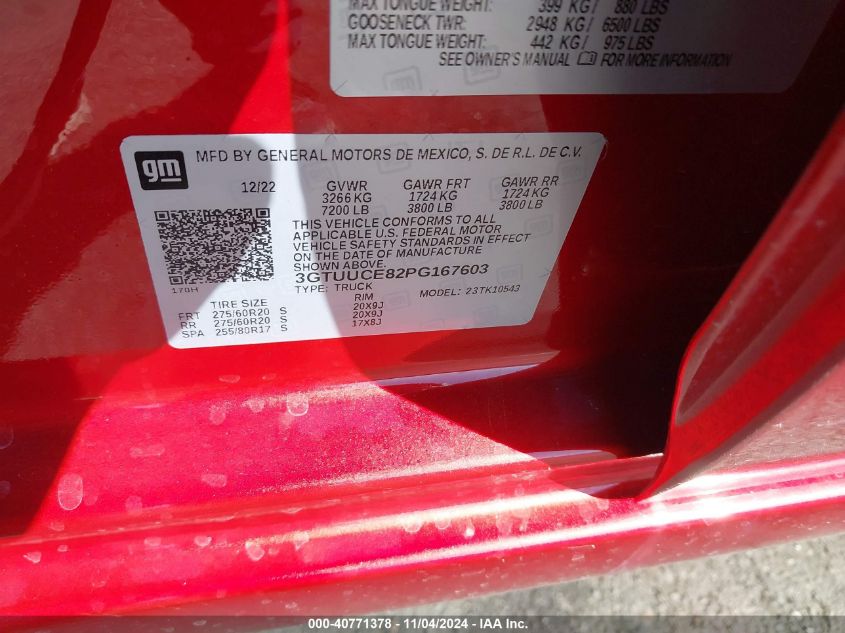 MAX TONGUE WEIGHT: 399 KG/ 880 LBS
GOOSENECK TWR: 2948 KG/ 6500 LBS
MAX TONGUE WEIGHT: 442 KG/ 975 LBS
SEE OWNER'S MANUAL FOR MORE INFORMATION
gm MFD BY GENERAL MOTORS DE MEXICO, S. DE R.L. DE C.V.
12/22 GVWR GAWR FRT GAWR RR
3266 KG 1724 KG 1724 KG
7200 LB 3800 LB 3800 LB
THIS VEHICLE CONFORMS TO ALL
APPLICABLE U.S. FEDERAL MOTOR
VEHICLE SAFETY STANDARDS IN EFFECT
ON THE DATE OF MANUFACTURE
SHOWN ABOVE.
3GTUUCE82PG167603
170H TYPE: TRUCK MODEL: 23TK10543
TIRE SIZE RIM
FRT 275/60R20 S 20X9J
RR 275/60R20 S 20X9J
SPA 255/80R17 S 17X8J
000-40771378 - 11/04/2024 - IAA Inc.